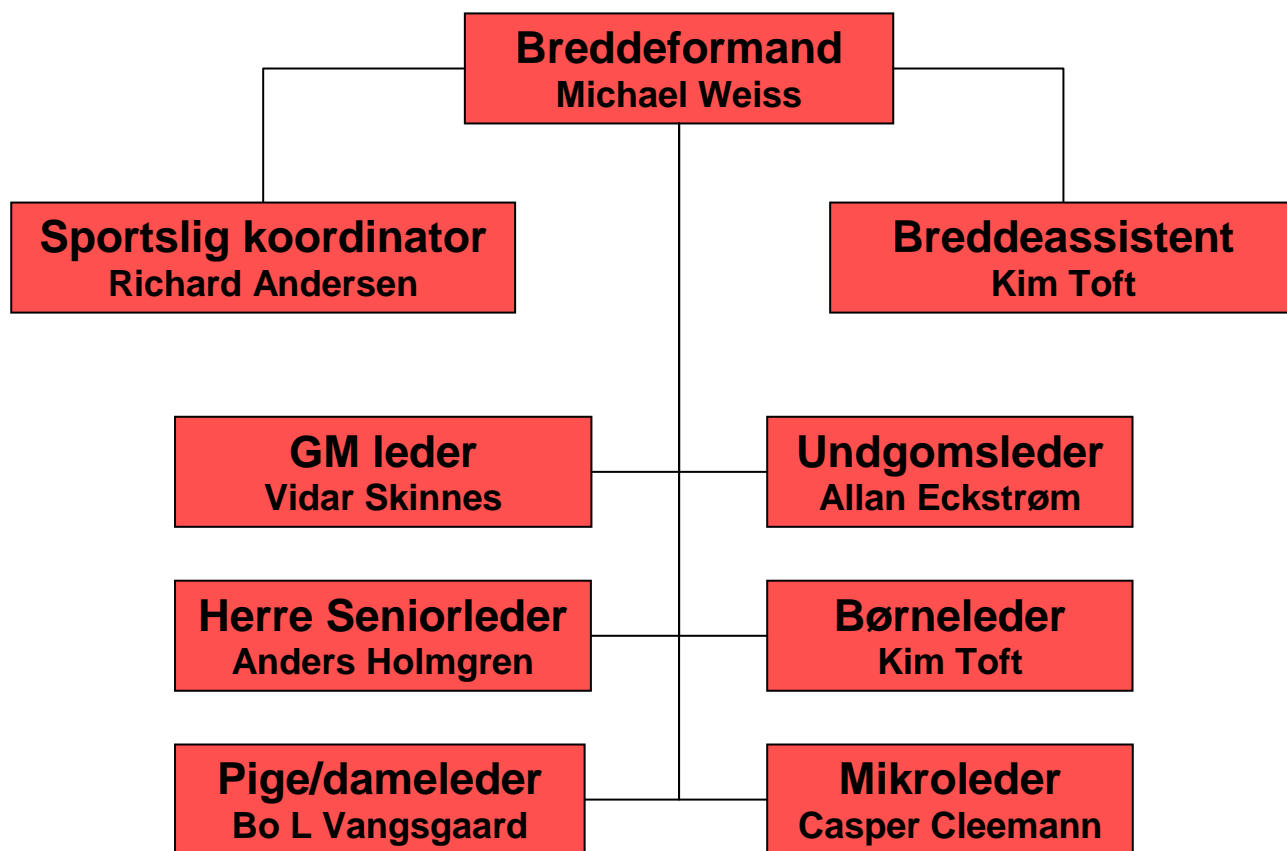 Breddeformand
Michael Weiss
Sportslig koordinator
Richard Andersen
Breddeassistent
Kim Toft
GM leder
Vidar Skinnes
Undgomsleder
Allan Eckstrøm
Herre Seniorleder
Anders Holmgren
Børneleder
Kim Toft
Pige/dameleder
Bo L Vangsgaard
Mikroleder
Casper Cleemann